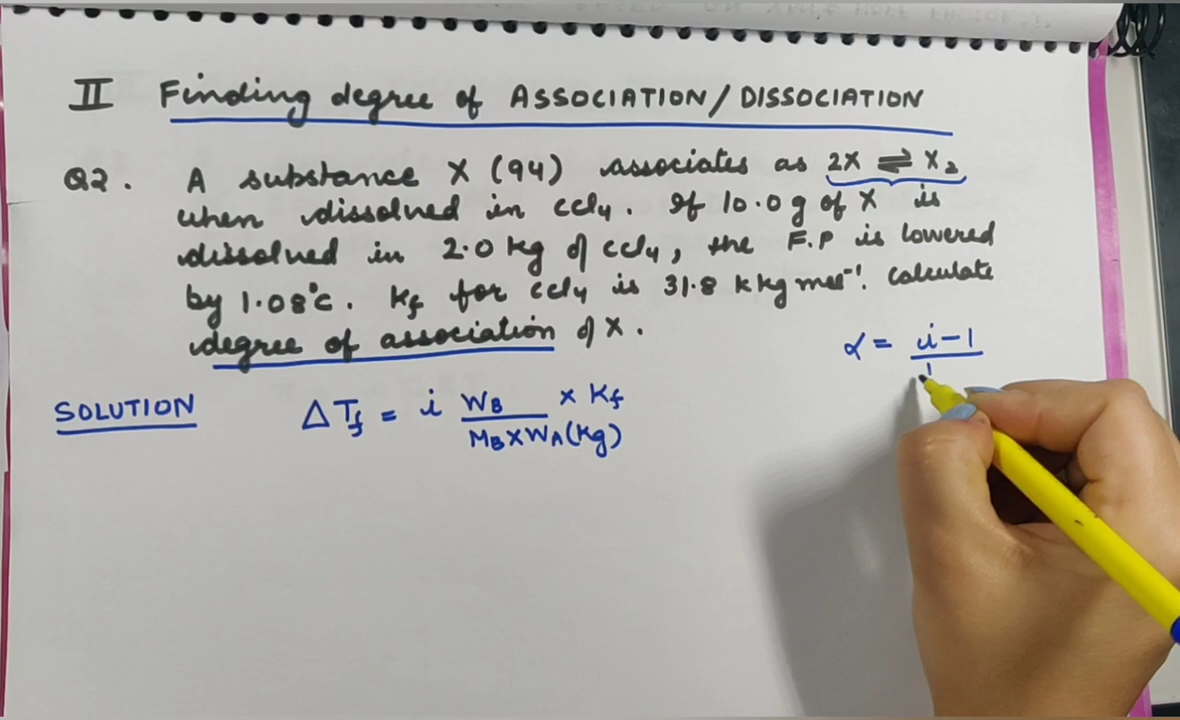 II Finding degree of ASSOCIATION/DISSOCIATION
Q2. A substance X (94) associates as 2X ⇌ X2
when dissolved in ccl4. If 10.0 g of X is
dissolved in 2.0 kg of ccl4, the F.P is lowered
by 1.08°c. Kf for ccl4 is 31.8 k kg mol-1. calculate
degree of association of X.
α = i-1
SOLUTION ΔTf = i WB x Kf
MB x WA (Kg)